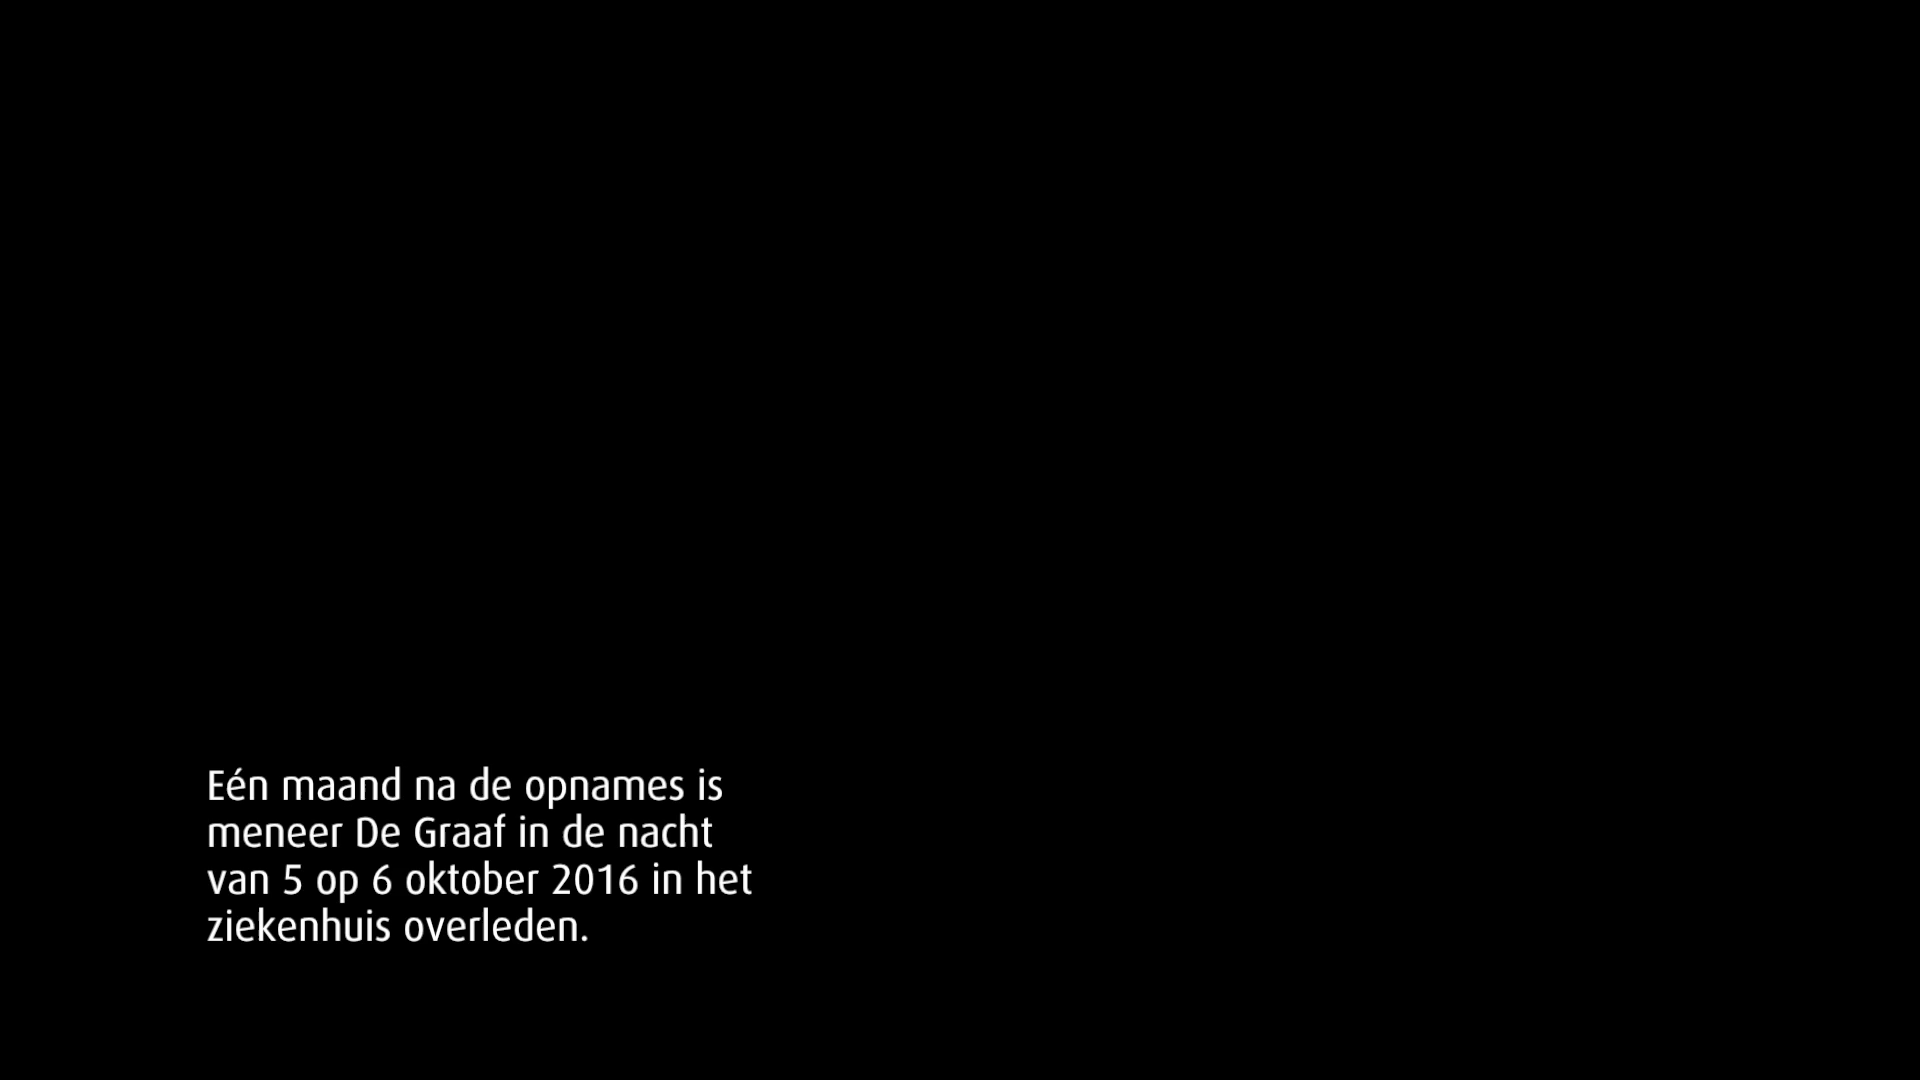 Eén maand na de opnames is
meneer De Graaf in de nacht
van 5 op 6 oktober 2016 in het
ziekenhuis overleden.